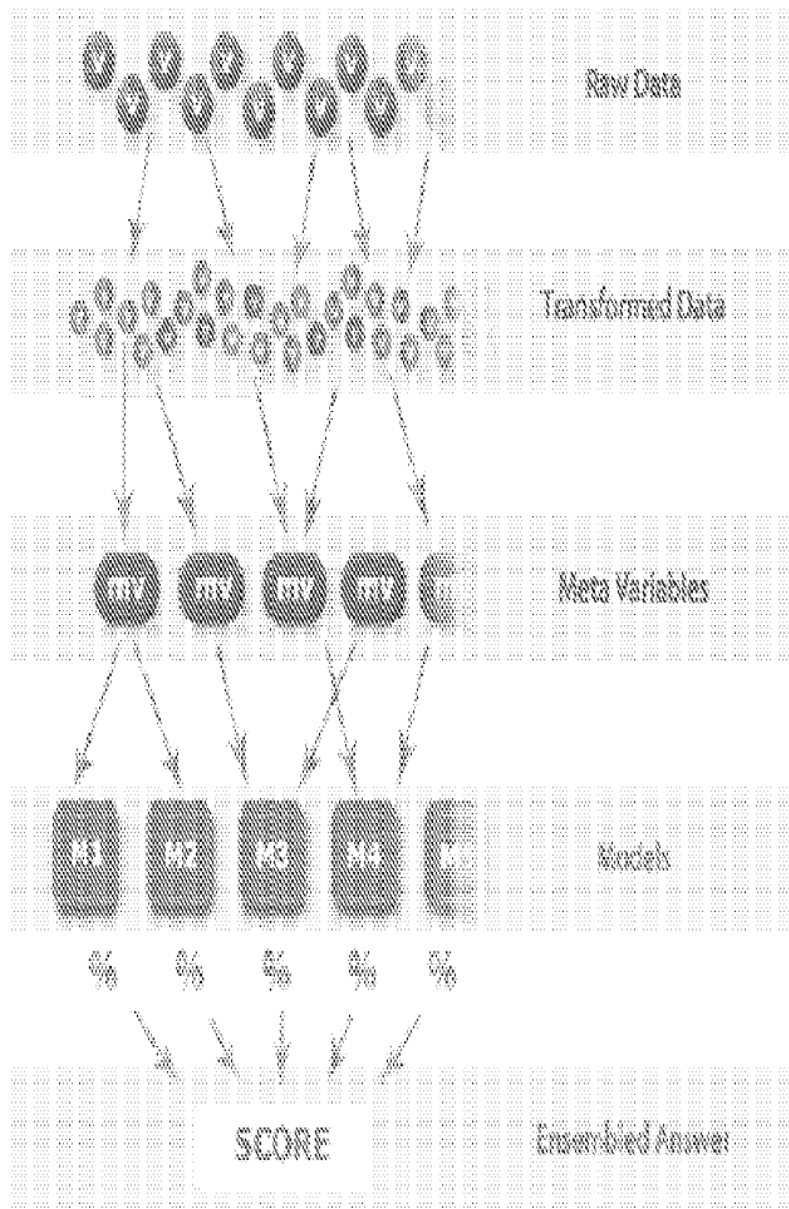 V V V V V V
V V V V V
Raw Data
Transformed Data
mv mv mv mv m
Meta Variables
M1 M2 M3 M4 M
Models
% % % % %
SCORE
Ensembled Answer